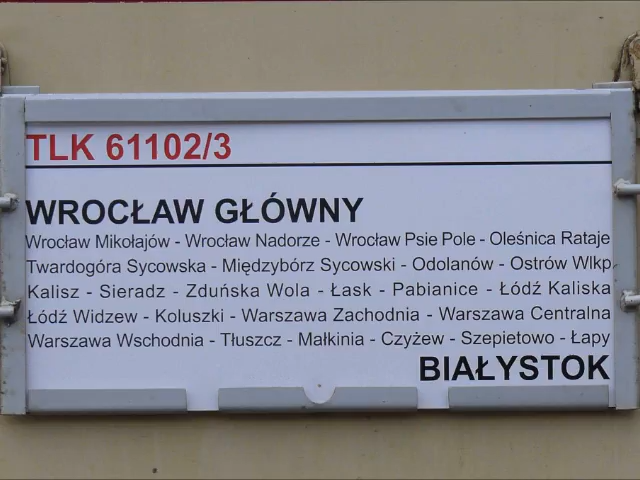 TLK 61102/3
WROCŁAW GŁÓWNY
Wrocław Mikołajów - Wrocław Nadorze - Wrocław Psie Pole - Oleśnica Rataje
Twardogóra Sycowska - Międzybórz Sycowski - Odolanów - Ostrów Wlkp
Kalisz - Sieradz - Zduńska Wola - Łask - Pabianice - Łódź Kaliska
Łódź Widzew - Koluszki - Warszawa Zachodnia - Warszawa Centralna
Warszawa Wschodnia - Tłuszcz - Małkinia - Czyżew - Szepietowo - Łapy
BIAŁYSTOK